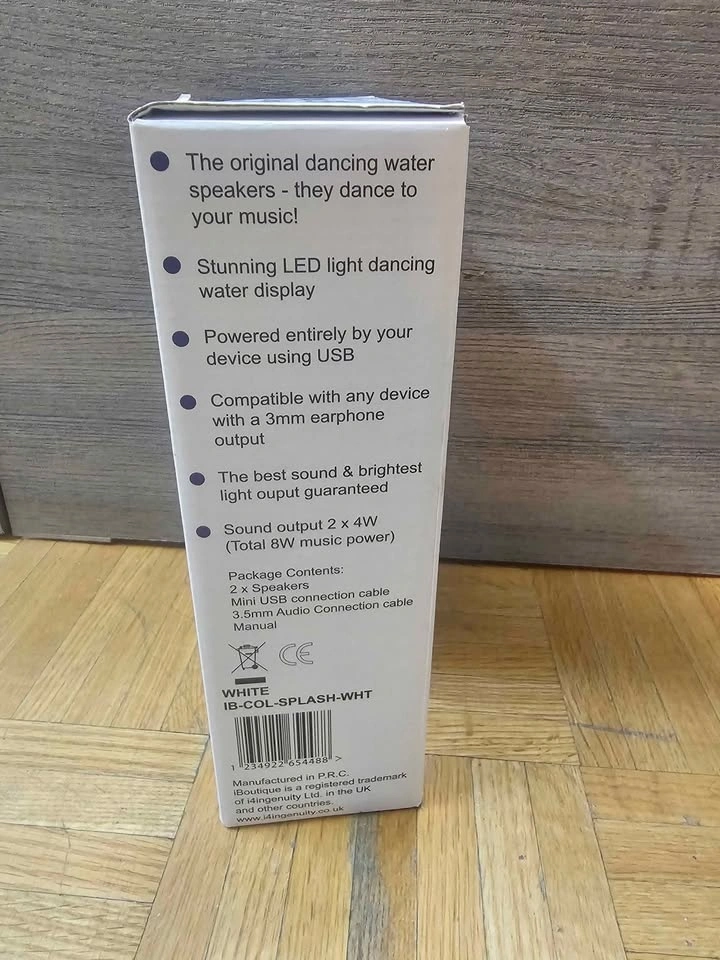 The original dancing water
speakers - they dance to
your music!
Stunning LED light dancing
water display
Powered entirely by your
device using USB
Compatible with any device
with a 3mm earphone
output
The best sound & brightest
light ouput guaranteed
Sound output 2 x 4W
(Total 8W music power)
Package Contents:
2 x Speakers
Mini USB connection cable
3.5mm Audio Connection cable
Manual
CE
WHITE
IB-COL-SPLASH-WHT
1 234922 654488 >
Manufactured in P.R.C.
iBoutique is a registered trademark
of i4ingenuity Ltd. in the UK
and other countries.
www.i4ingenuity.co.uk